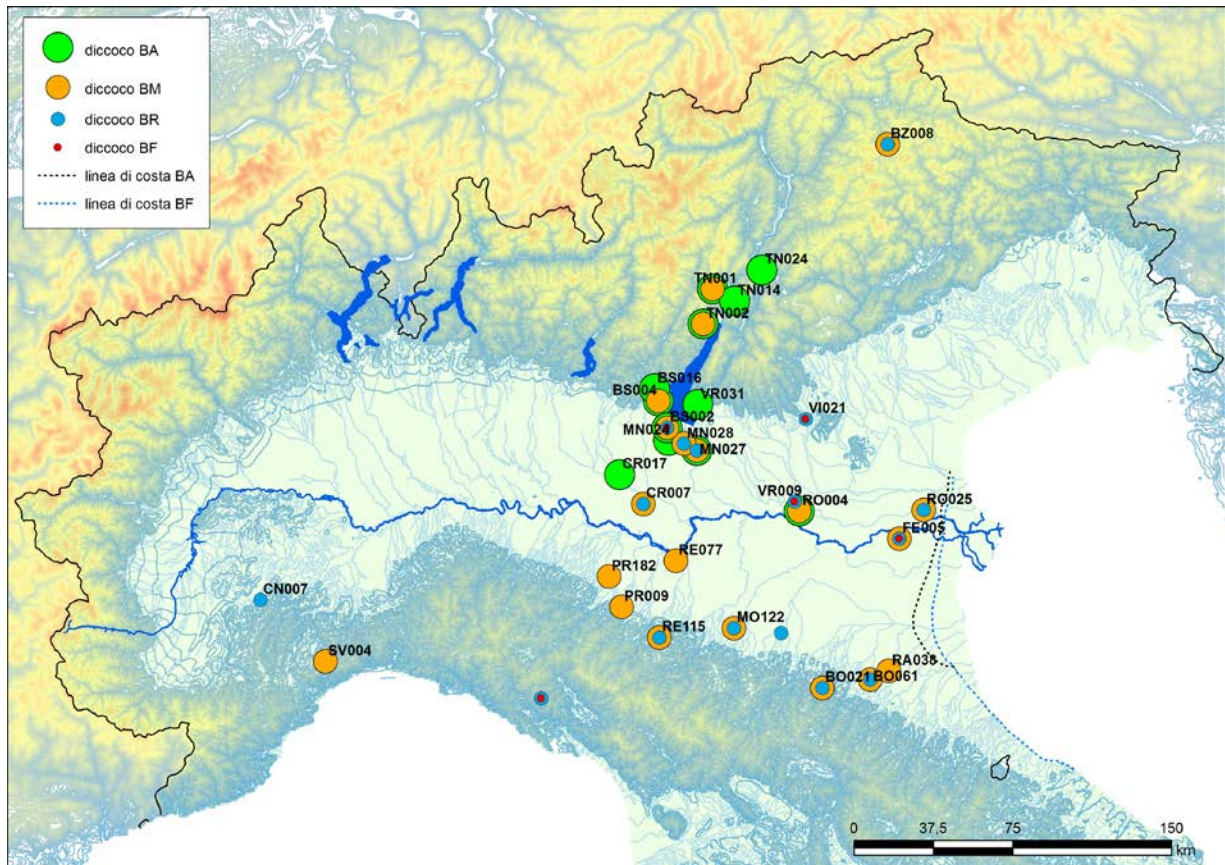 diccoco BA
diccoco BM
diccoco BR
diccoco BF
linea di costa BA
linea di costa BF
BZ008
TN024
TN001
TN014
TN002
BS016
BS004
VR031
BS002
VI021
MN024
MN028
MN027
CR017
CR007
VR009
RO004
RO025
FE005
RE077
PR182
CN007
PR009
MO122
RE115
SV004
RA038
BO021
BO061
0 37,5 75 150
km